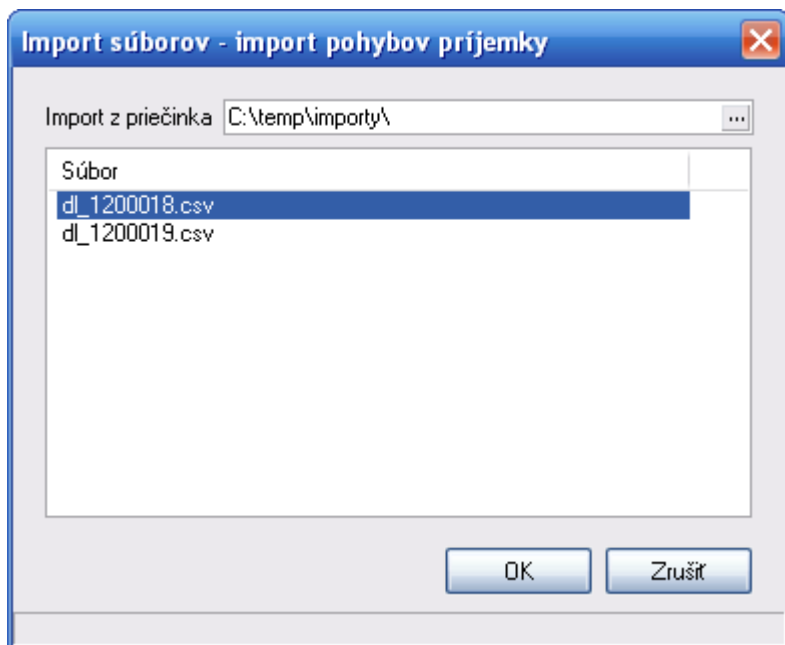 Import súborov - import pohybov príjemky
Import z priečinka C:\temp\importy\ ...
Súbor
dl_1200018.csv
dl_1200019.csv
OK Zrušiť